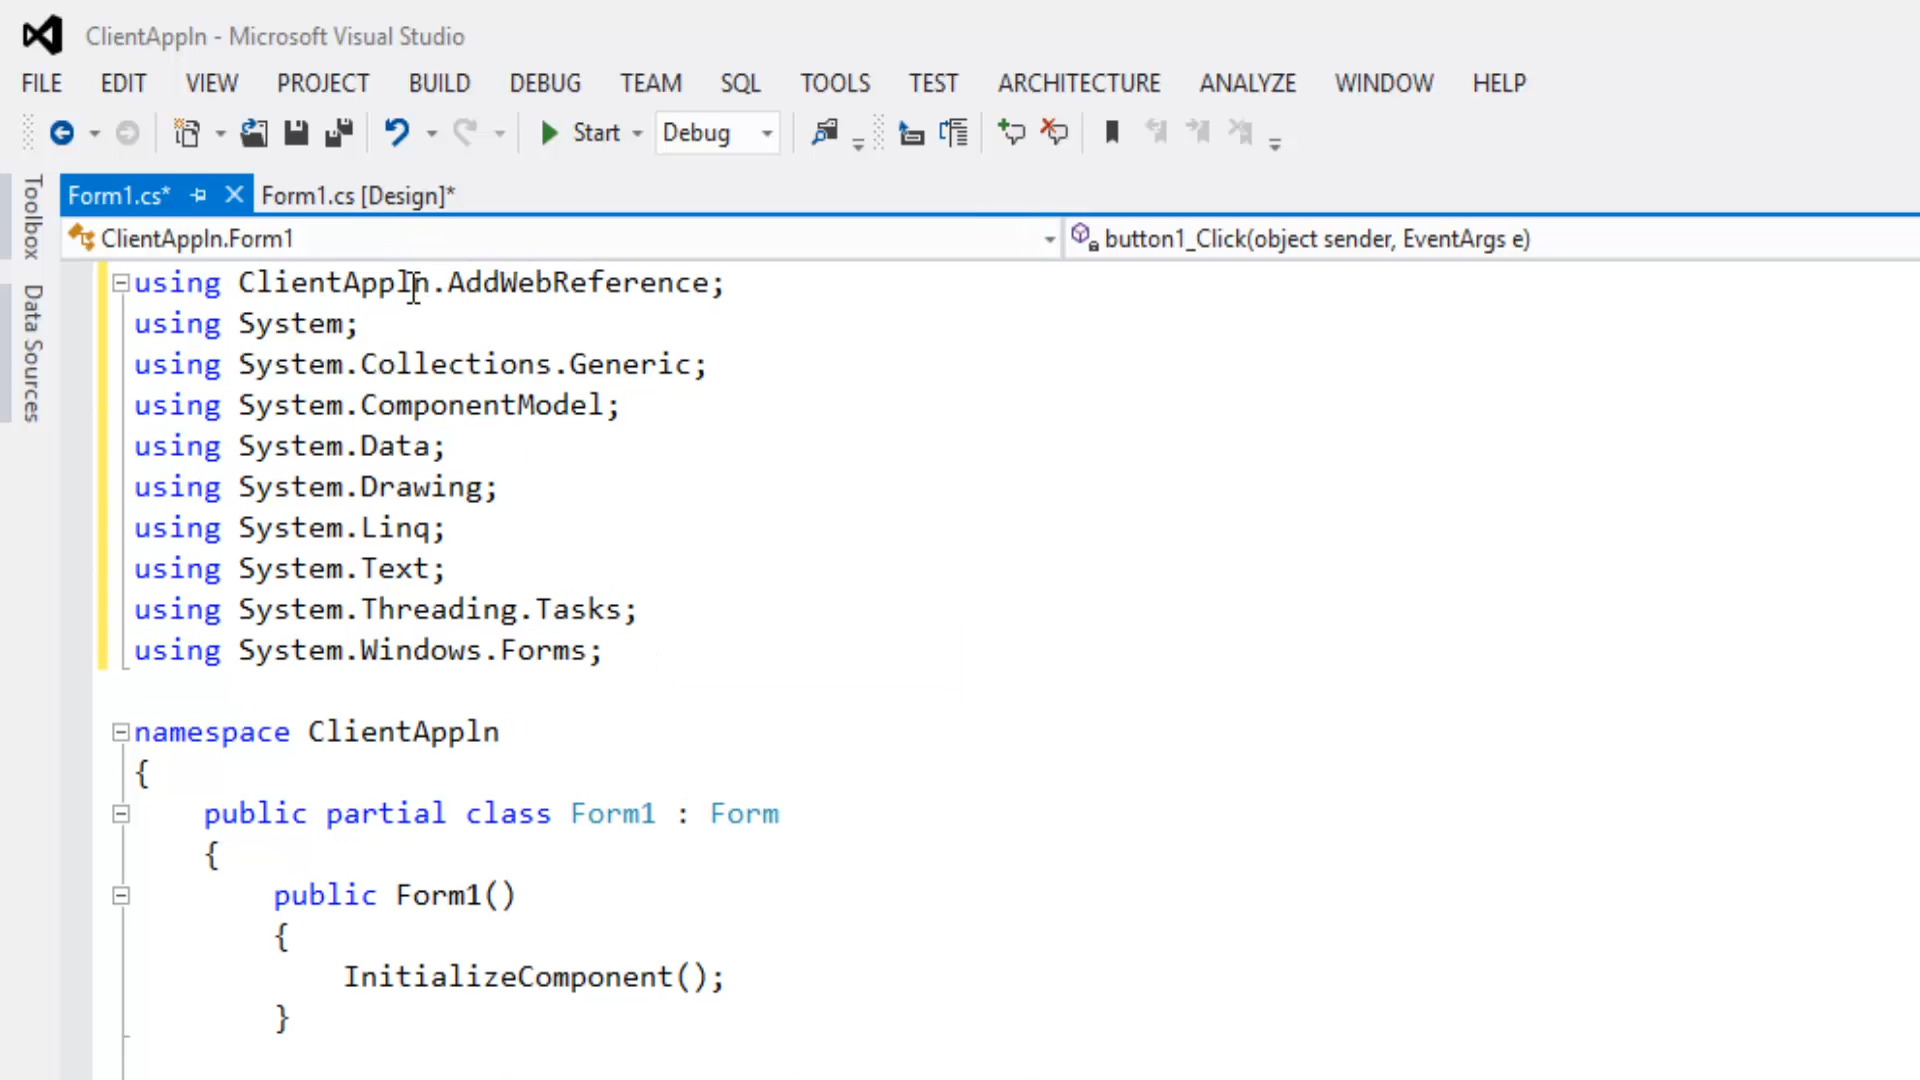 ClientAppln - Microsoft Visual Studio
FILE EDIT VIEW PROJECT BUILD DEBUG TEAM SQL TOOLS TEST ARCHITECTURE ANALYZE WINDOW HELP
Start Debug
Toolbox
Data Sources
Form1.cs* Form1.cs [Design]*
ClientAppln.Form1 button1_Click(object sender, EventArgs e)
using ClientAppln.AddWebReference;
using System;
using System.Collections.Generic;
using System.ComponentModel;
using System.Data;
using System.Drawing;
using System.Linq;
using System.Text;
using System.Threading.Tasks;
using System.Windows.Forms;
namespace ClientAppln
{
public partial class Form1 : Form
{
public Form1()
{
InitializeComponent();
}